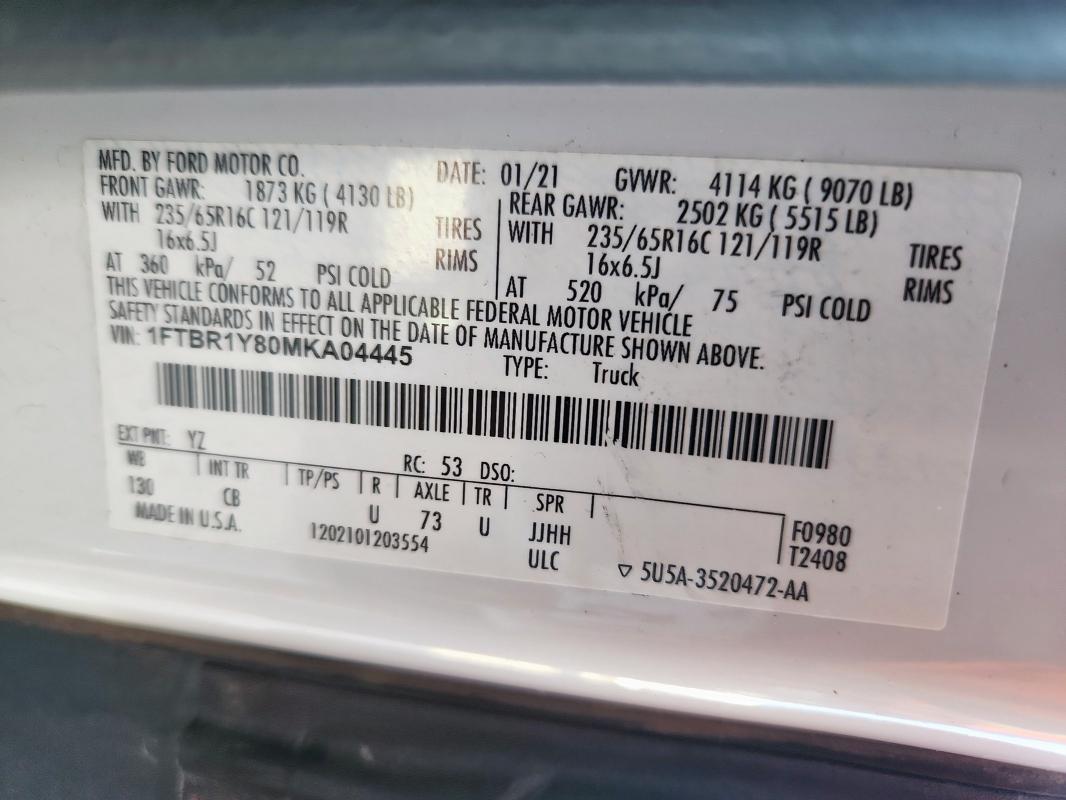 MFD. BY FORD MOTOR CO. DATE: 01/21 GVWR: 4114 KG ( 9070 LB)
FRONT GAWR: 1873 KG ( 4130 LB) REAR GAWR: 2502 KG ( 5515 LB)
WITH 235/65R16C 121/119R TIRES WITH 235/65R16C 121/119R TIRES
16x6.5J RIMS 16x6.5J RIMS
AT 360 kPa/ 52 PSI COLD AT 520 kPa/ 75 PSI COLD
THIS VEHICLE CONFORMS TO ALL APPLICABLE FEDERAL MOTOR VEHICLE
SAFETY STANDARDS IN EFFECT ON THE DATE OF MANUFACTURE SHOWN ABOVE.
VIN: 1FTBR1Y80MKA04445 TYPE: Truck
EXT PNT: YZ RC: 53 DSO:
WB INT TR TP/PS R AXLE TR SPR
130 CB U 73 U JJHH F0980
MADE IN U.S.A. 1202101203554 ULC T2408
▽ 5U5A-3520472-AA